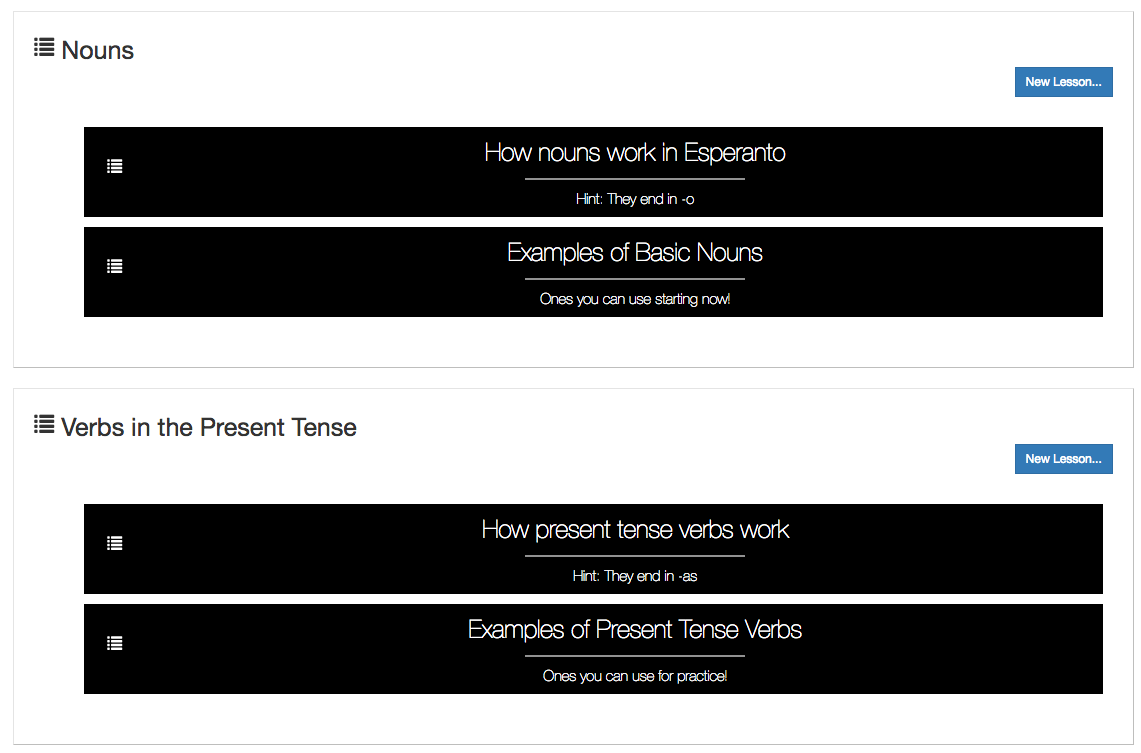 Nouns
New Lesson...
How nouns work in Esperanto
Hint: They end in -o
Examples of Basic Nouns
Ones you can use starting now!
Verbs in the Present Tense
New Lesson...
How present tense verbs work
Hint: They end in -as
Examples of Present Tense Verbs
Ones you can use for practice!